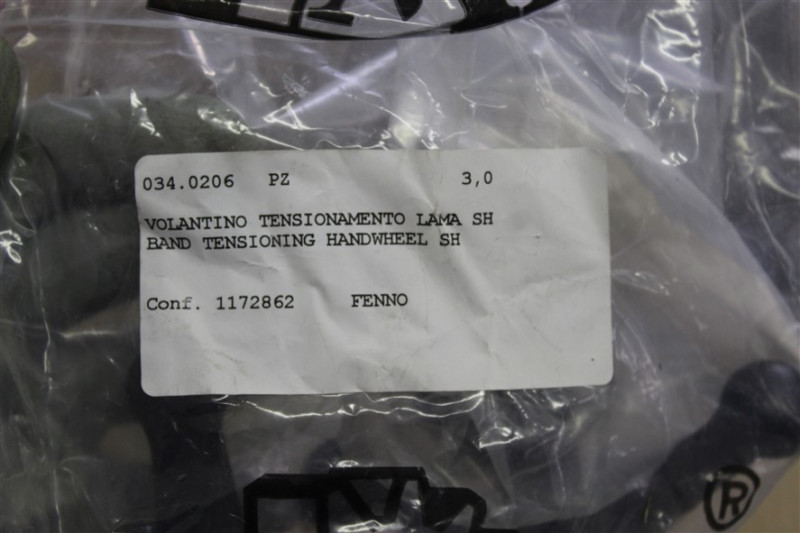 034.0206 PZ 3,0
VOLANTINO TENSIONAMENTO LAMA SH
BAND TENSIONING HANDWHEEL SH
Conf. 1172862 FENNO
®